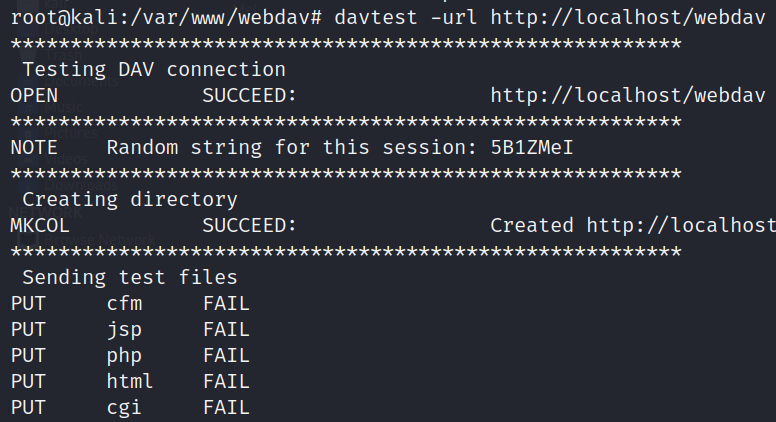 root@kali:/var/www/webdav# davtest -url http://localhost/webdav
********************************************************
Testing DAV connection
OPEN SUCCEED: http://localhost/webdav
********************************************************
NOTE Random string for this session: 5B1ZMeI
********************************************************
Creating directory
MKCOL SUCCEED: Created http://localhost
********************************************************
Sending test files
PUT cfm FAIL
PUT jsp FAIL
PUT php FAIL
PUT html FAIL
PUT cgi FAIL